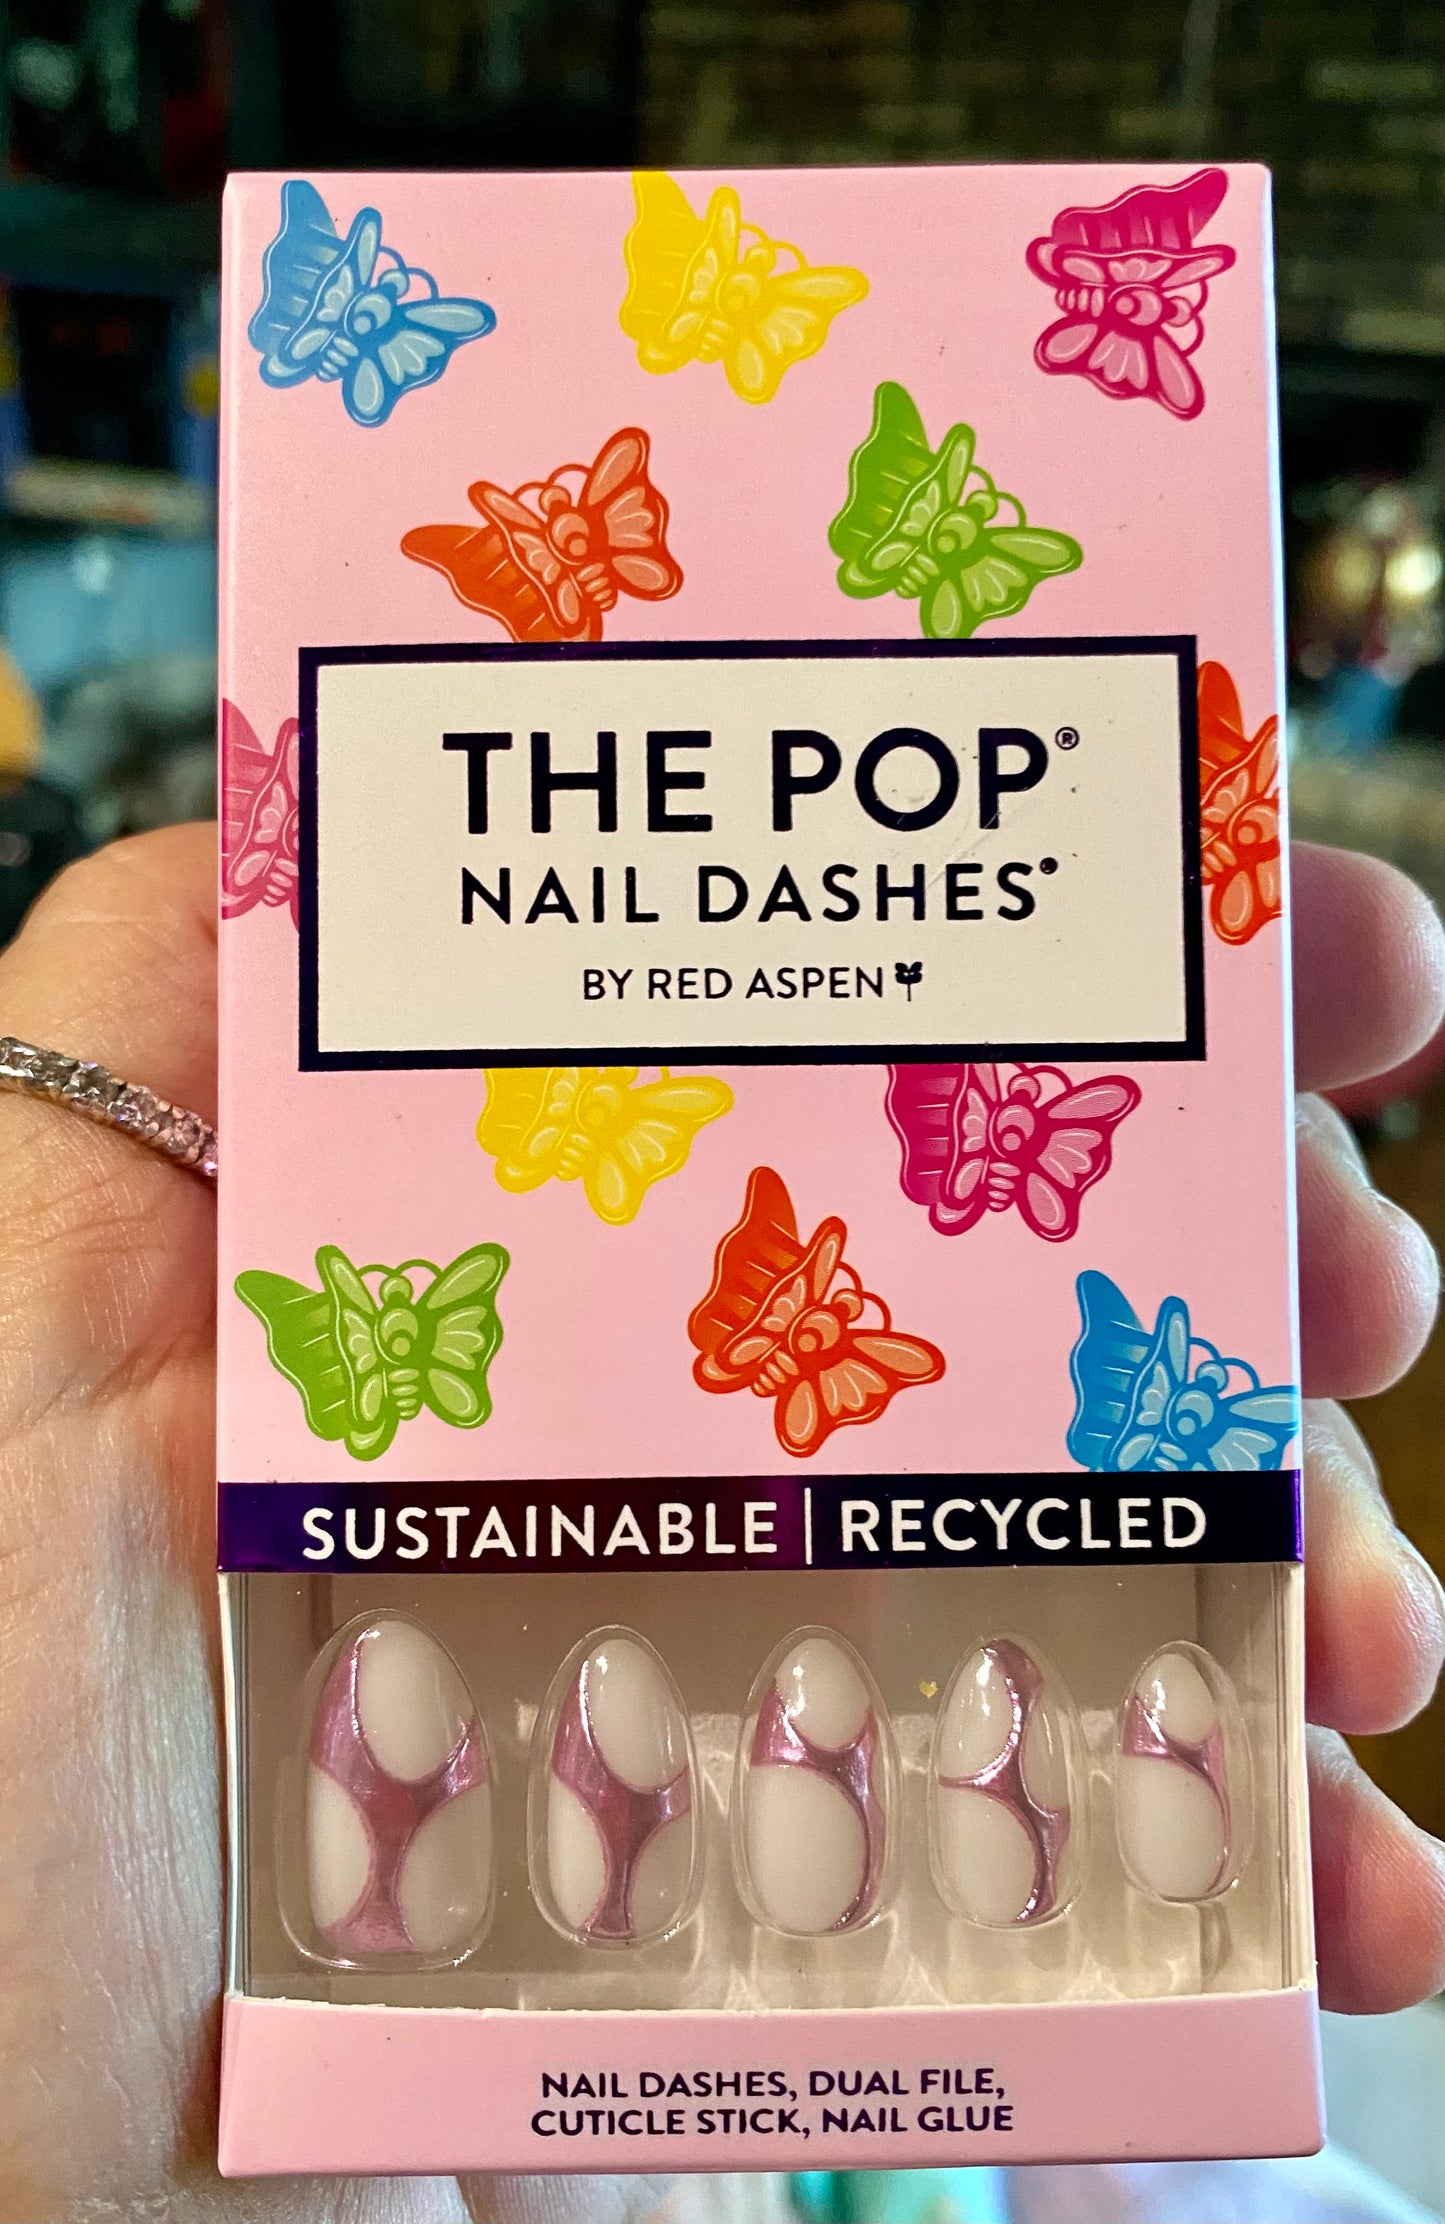 THE POP®
NAIL DASHES®
BY RED ASPEN
SUSTAINABLE | RECYCLED
NAIL DASHES, DUAL FILE,
CUTICLE STICK, NAIL GLUE